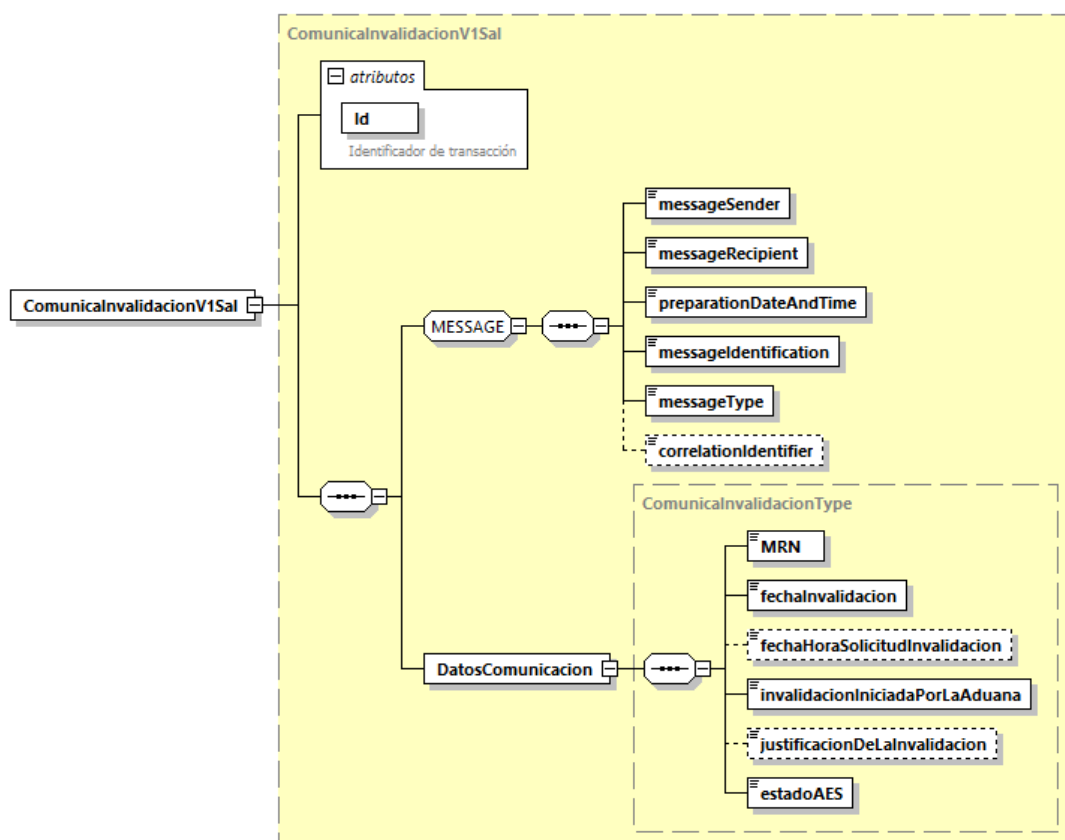 ComunicaInvalidacionV1Sal
atributos
Id
Identificador de transacción
messageSender
messageRecipient
preparationDateAndTime
messageIdentification
messageType
correlationIdentifier
MESSAGE
ComunicaInvalidacionV1Sal
ComunicaInvalidacionType
MRN
fechaInvalidacion
fechaHoraSolicitudInvalidacion
invalidacionIniciadaPorLaAduana
justificacionDeLaInvalidacion
estadoAES
DatosComunicacion